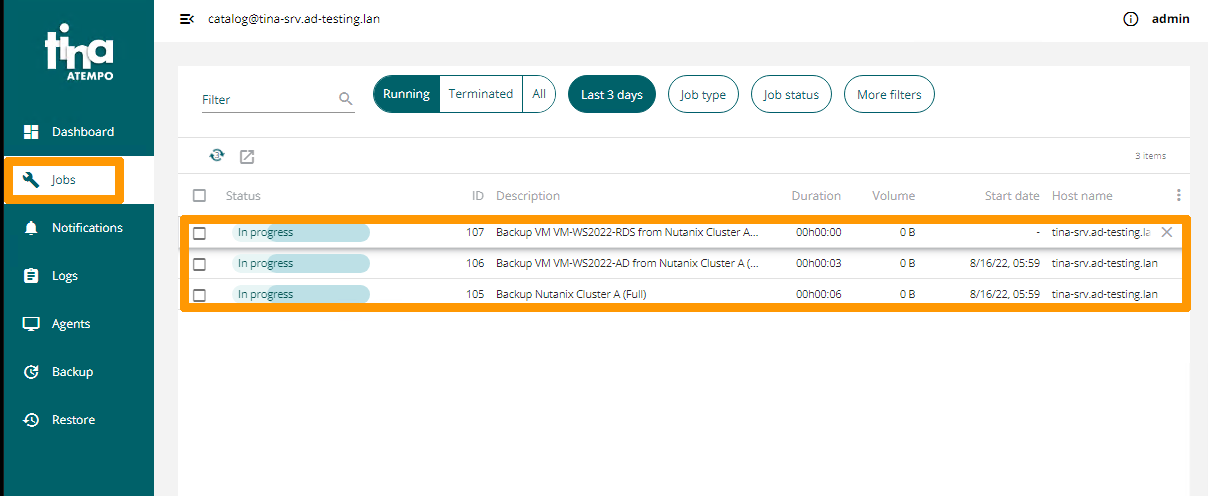 tina
ATEMPO
catalog@tina-srv.ad-testing.lan
admin
Filter
Running Terminated All Last 3 days Job type Job status More filters
Dashboard
Jobs
Notifications
Logs
Agents
Backup
Restore
3 items
Status ID Description Duration Volume Start date Host name
In progress 107 Backup VM VM-WS2022-RDS from Nutanix Cluster A... 00h00:00 0 B - tina-srv.ad-testing.la
In progress 106 Backup VM VM-WS2022-AD from Nutanix Cluster A (... 00h00:03 0 B 8/16/22, 05:59 tina-srv.ad-testing.lan
In progress 105 Backup Nutanix Cluster A (Full) 00h00:06 0 B 8/16/22, 05:59 tina-srv.ad-testing.lan